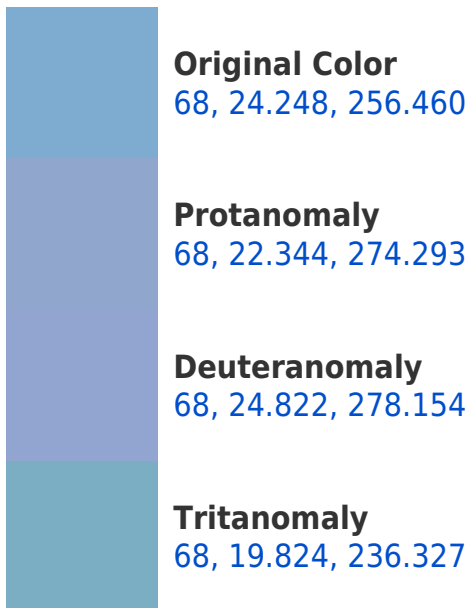 Original Color
68, 24.248, 256.460
Protanomaly
68, 22.344, 274.293
Deuteranomaly
68, 24.822, 278.154
Tritanomaly
68, 19.824, 236.327